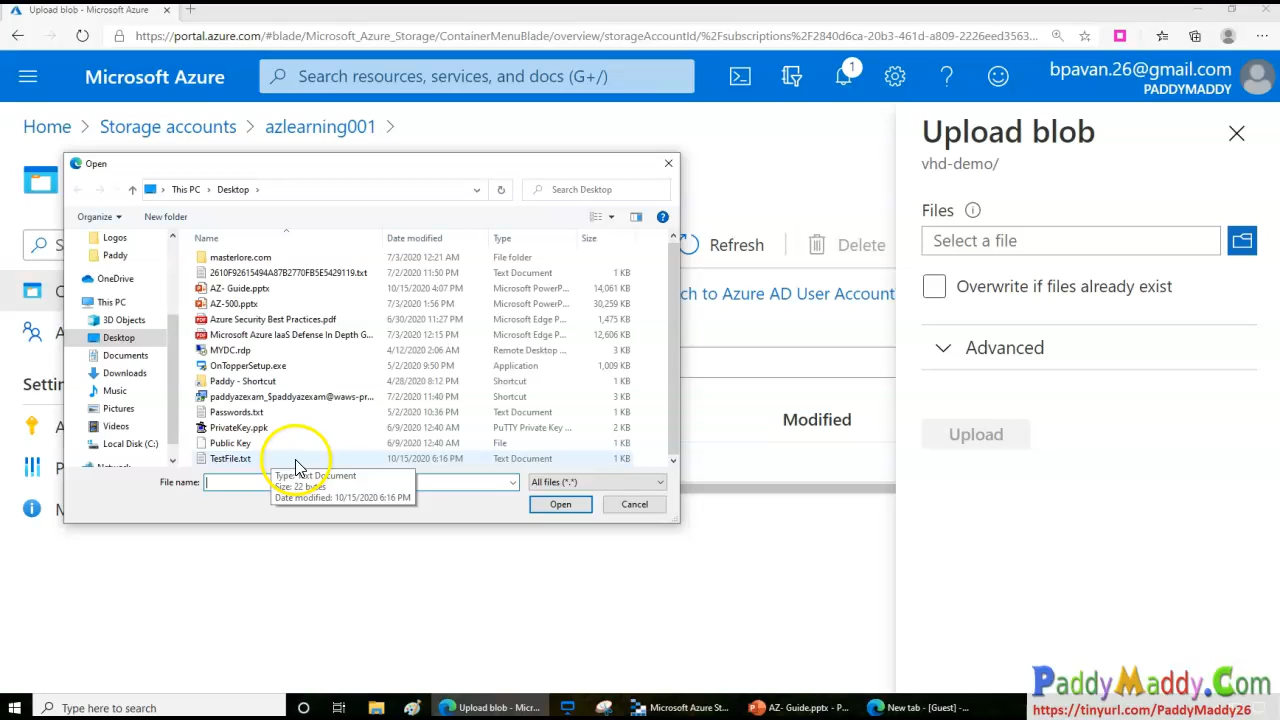 Upload blob - Microsoft Azure
https://portal.azure.com/#blade/Microsoft_Azure_Storage/ContainerMenuBlade/overview/storageAccountId/%2Fsubscriptions%2F2840d6ca-20b3-461d-a809-2226eed3563...
Microsoft Azure
Search resources, services, and docs (G+/)
1
bpavan.26@gmail.com
PADDYMADDY
Home > Storage accounts > azlearning001 >
Upload blob
vhd-demo/
Files
Select a file
Overwrite if files already exist
Advanced
Upload
Refresh
Delete
ch to Azure AD User Account
Modified
Open
This PC > Desktop >
Search Desktop
Organize
New folder
Logos
Paddy
OneDrive
This PC
3D Objects
Desktop
Documents
Downloads
Music
Pictures
Videos
Local Disk (C:)
Name Date modified Type Size
masterlore.com 7/3/2020 12:21 AM File folder
2610F92615494A87B2770FB5E5429119.txt 7/2/2020 11:50 PM Text Document 1 KB
AZ- Guide.pptx 10/15/2020 4:07 PM Microsoft PowerP... 14,061 KB
AZ-500.pptx 7/3/2020 1:56 PM Microsoft PowerP... 30,259 KB
Azure Security Best Practices.pdf 6/30/2020 11:27 PM Microsoft Edge P... 1,475 KB
Microsoft Azure IaaS Defense In Depth G... 7/3/2020 12:15 PM Microsoft Edge P... 12,606 KB
MYDC.rdp 4/12/2020 2:06 AM Remote Desktop ... 3 KB
OnTopperSetup.exe 5/2/2020 9:50 PM Application 1,009 KB
Paddy - Shortcut 4/28/2020 8:12 PM Shortcut 1 KB
paddyazexam_$paddyazexam@waws-pr... 7/2/2020 11:40 PM Shortcut 3 KB
Passwords.txt 5/2/2020 10:36 PM Text Document 1 KB
PrivateKey.ppk 6/9/2020 12:40 AM PuTTY Private Key ... 2 KB
Public Key 6/9/2020 12:40 AM File 1 KB
TestFile.txt 10/15/2020 6:16 PM Text Document 1 KB
Type: Text Document
Size: 22 bytes
Date modified: 10/15/2020 6:16 PM
File name:
All files (*.*)
Open
Cancel
S
C
A
Setti
A
P
M
PaddyMaddy.Com
https://tinyurl.com/PaddyMaddy26
Type here to search
Upload blob - Micr...
Microsoft Azure St...
AZ- Guide.pptx - P...
New tab - [Guest] -...